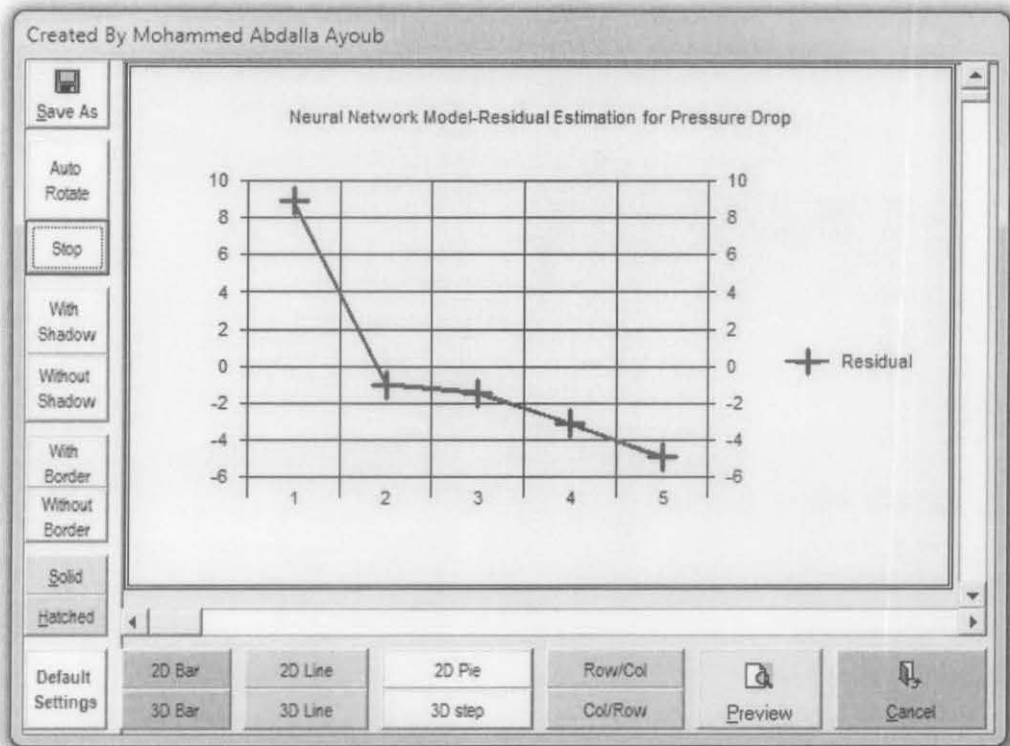 Created By Mohammed Abdalla Ayoub
Save As
Auto
Rotate
Stop
With
Shadow
Without
Shadow
With
Border
Without
Border
Solid
Hatched
Default
Settings
Neural Network Model-Residual Estimation for Pressure Drop
10 10
8 8
6 6
4 4
2 2
0 0
-2 -2
-4 -4
-6 -6
1 2 3 4 5
Residual
2D Bar 2D Line 2D Pie Row/Col
3D Bar 3D Line 3D step Col/Row
Preview Cancel